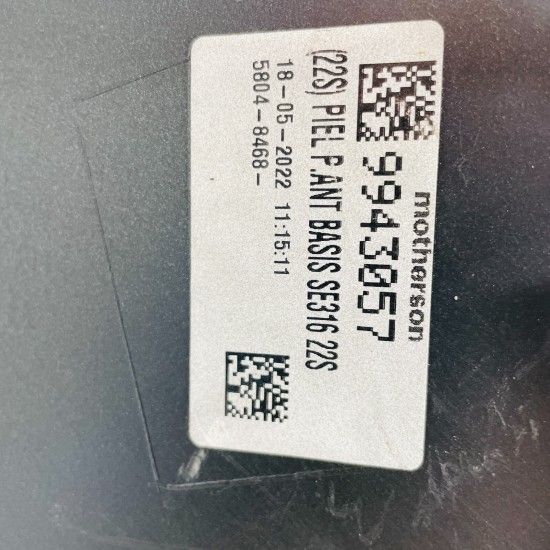 motherson
9943057
(22S) PIEL P.ANT BASIS SE316 22S
18-05-2022 11:15:11
5804-8468-